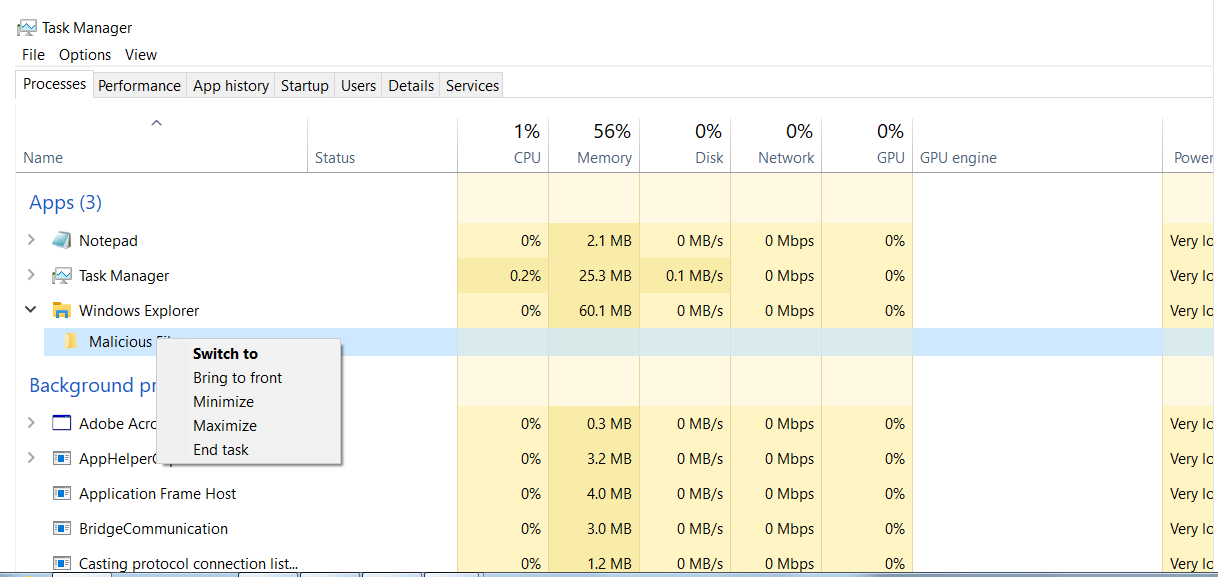 Task Manager
File Options View
Processes Performance App history Startup Users Details Services
1% 56% 0% 0% 0%
Name Status CPU Memory Disk Network GPU GPU engine Power
Apps (3)
Notepad 0% 2.1 MB 0 MB/s 0 Mbps 0% Very lo
Task Manager 0.2% 25.3 MB 0.1 MB/s 0 Mbps 0% Very lo
Windows Explorer 0% 60.1 MB 0 MB/s 0 Mbps 0% Very lo
Malicious
Switch to
Bring to front
Minimize
Maximize
End task
Background pr
Adobe Acro 0% 0.3 MB 0 MB/s 0 Mbps 0% Very lo
AppHelper 0% 3.2 MB 0 MB/s 0 Mbps 0% Very lo
Application Frame Host 0% 4.0 MB 0 MB/s 0 Mbps 0% Very lo
BridgeCommunication 0% 3.0 MB 0 MB/s 0 Mbps 0% Very lo
Casting protocol connection list... 0% 1.2 MB 0 MB/s 0 Mbps 0% Very lo